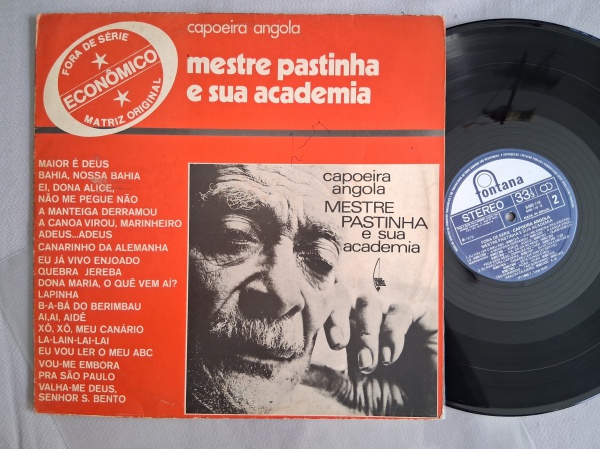 FORA DE SÉRIE
ECONÔMICO
MATRIZ ORIGINAL
capoeira angola
mestre pastinha
e sua academia
MAIOR É DEUS
BAHIA, NOSSA BAHIA
EI, DONA ALICE,
NÃO ME PEGUE NÃO
A MANTEIGA DERRAMOU
A CANOA VIROU, MARINHEIRO
ADEUS...ADEUS
CANARINHO DA ALEMANHA
EU JÁ VIVO ENJOADO
QUEBRA JEREBA
DONA MARIA, O QUÊ VEM AÍ?
LAPINHA
B-A-BÁ DO BERIMBAU
AI,AI, AIDÊ
XÔ, XÔ, MEU CANÁRIO
LA-LAIN-LAI-LAI
EU VOU LER O MEU ABC
VOU-ME EMBORA
PRA SÃO PAULO
VALHA-ME DEUS,
SENHOR S. BENTO
capoeira
angola
MESTRE
PASTINHA
e sua
academia
fontana
STEREO
33
2